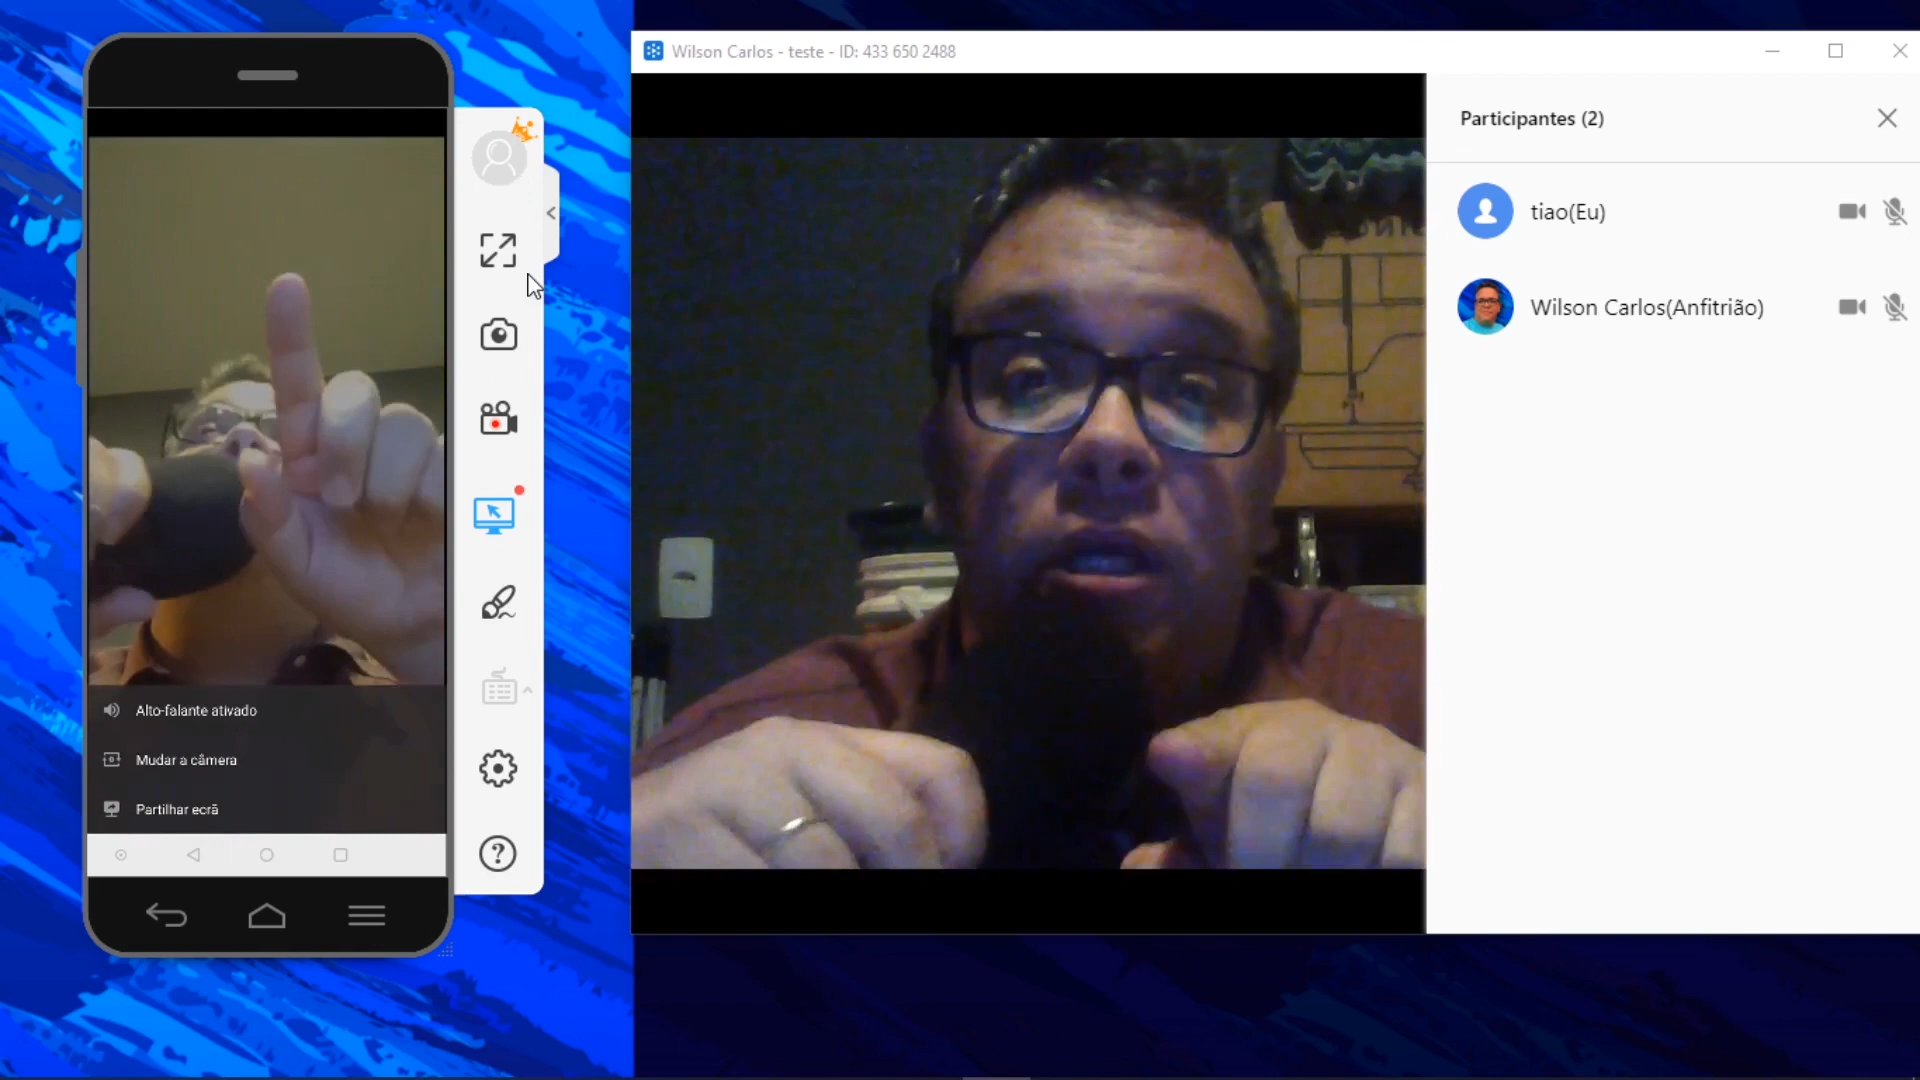 Wilson Carlos - teste - ID: 433 650 2488
Participantes (2)
tiao(Eu)
Wilson Carlos(Anfitrião)
Alto-falante ativado
Mudar a câmera
Partilhar ecrã